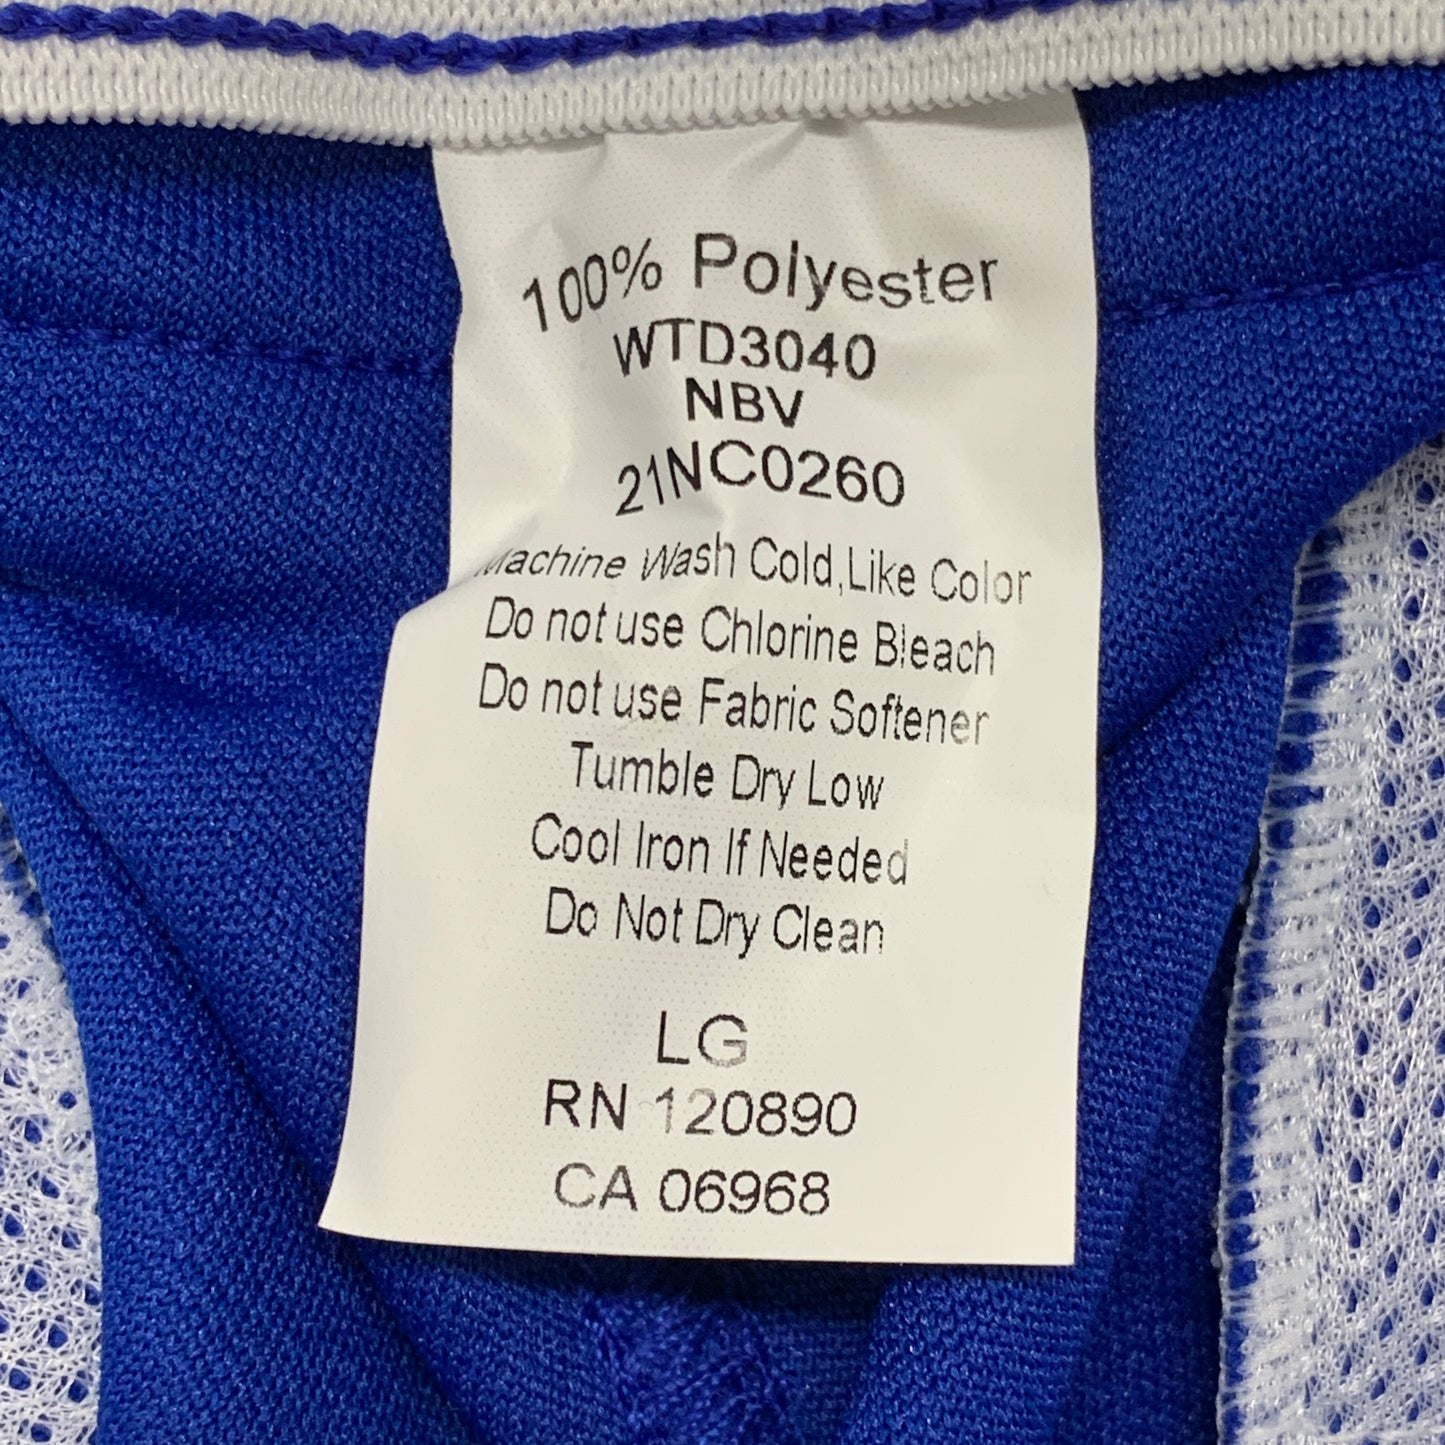 100% Polyester
WTD3040
NBV
21NC0260
Machine Wash Cold,Like Color
Do not use Chlorine Bleach
Do not use Fabric Softener
Tumble Dry Low
Cool Iron If Needed
Do Not Dry Clean
LG
RN 120890
CA 06968